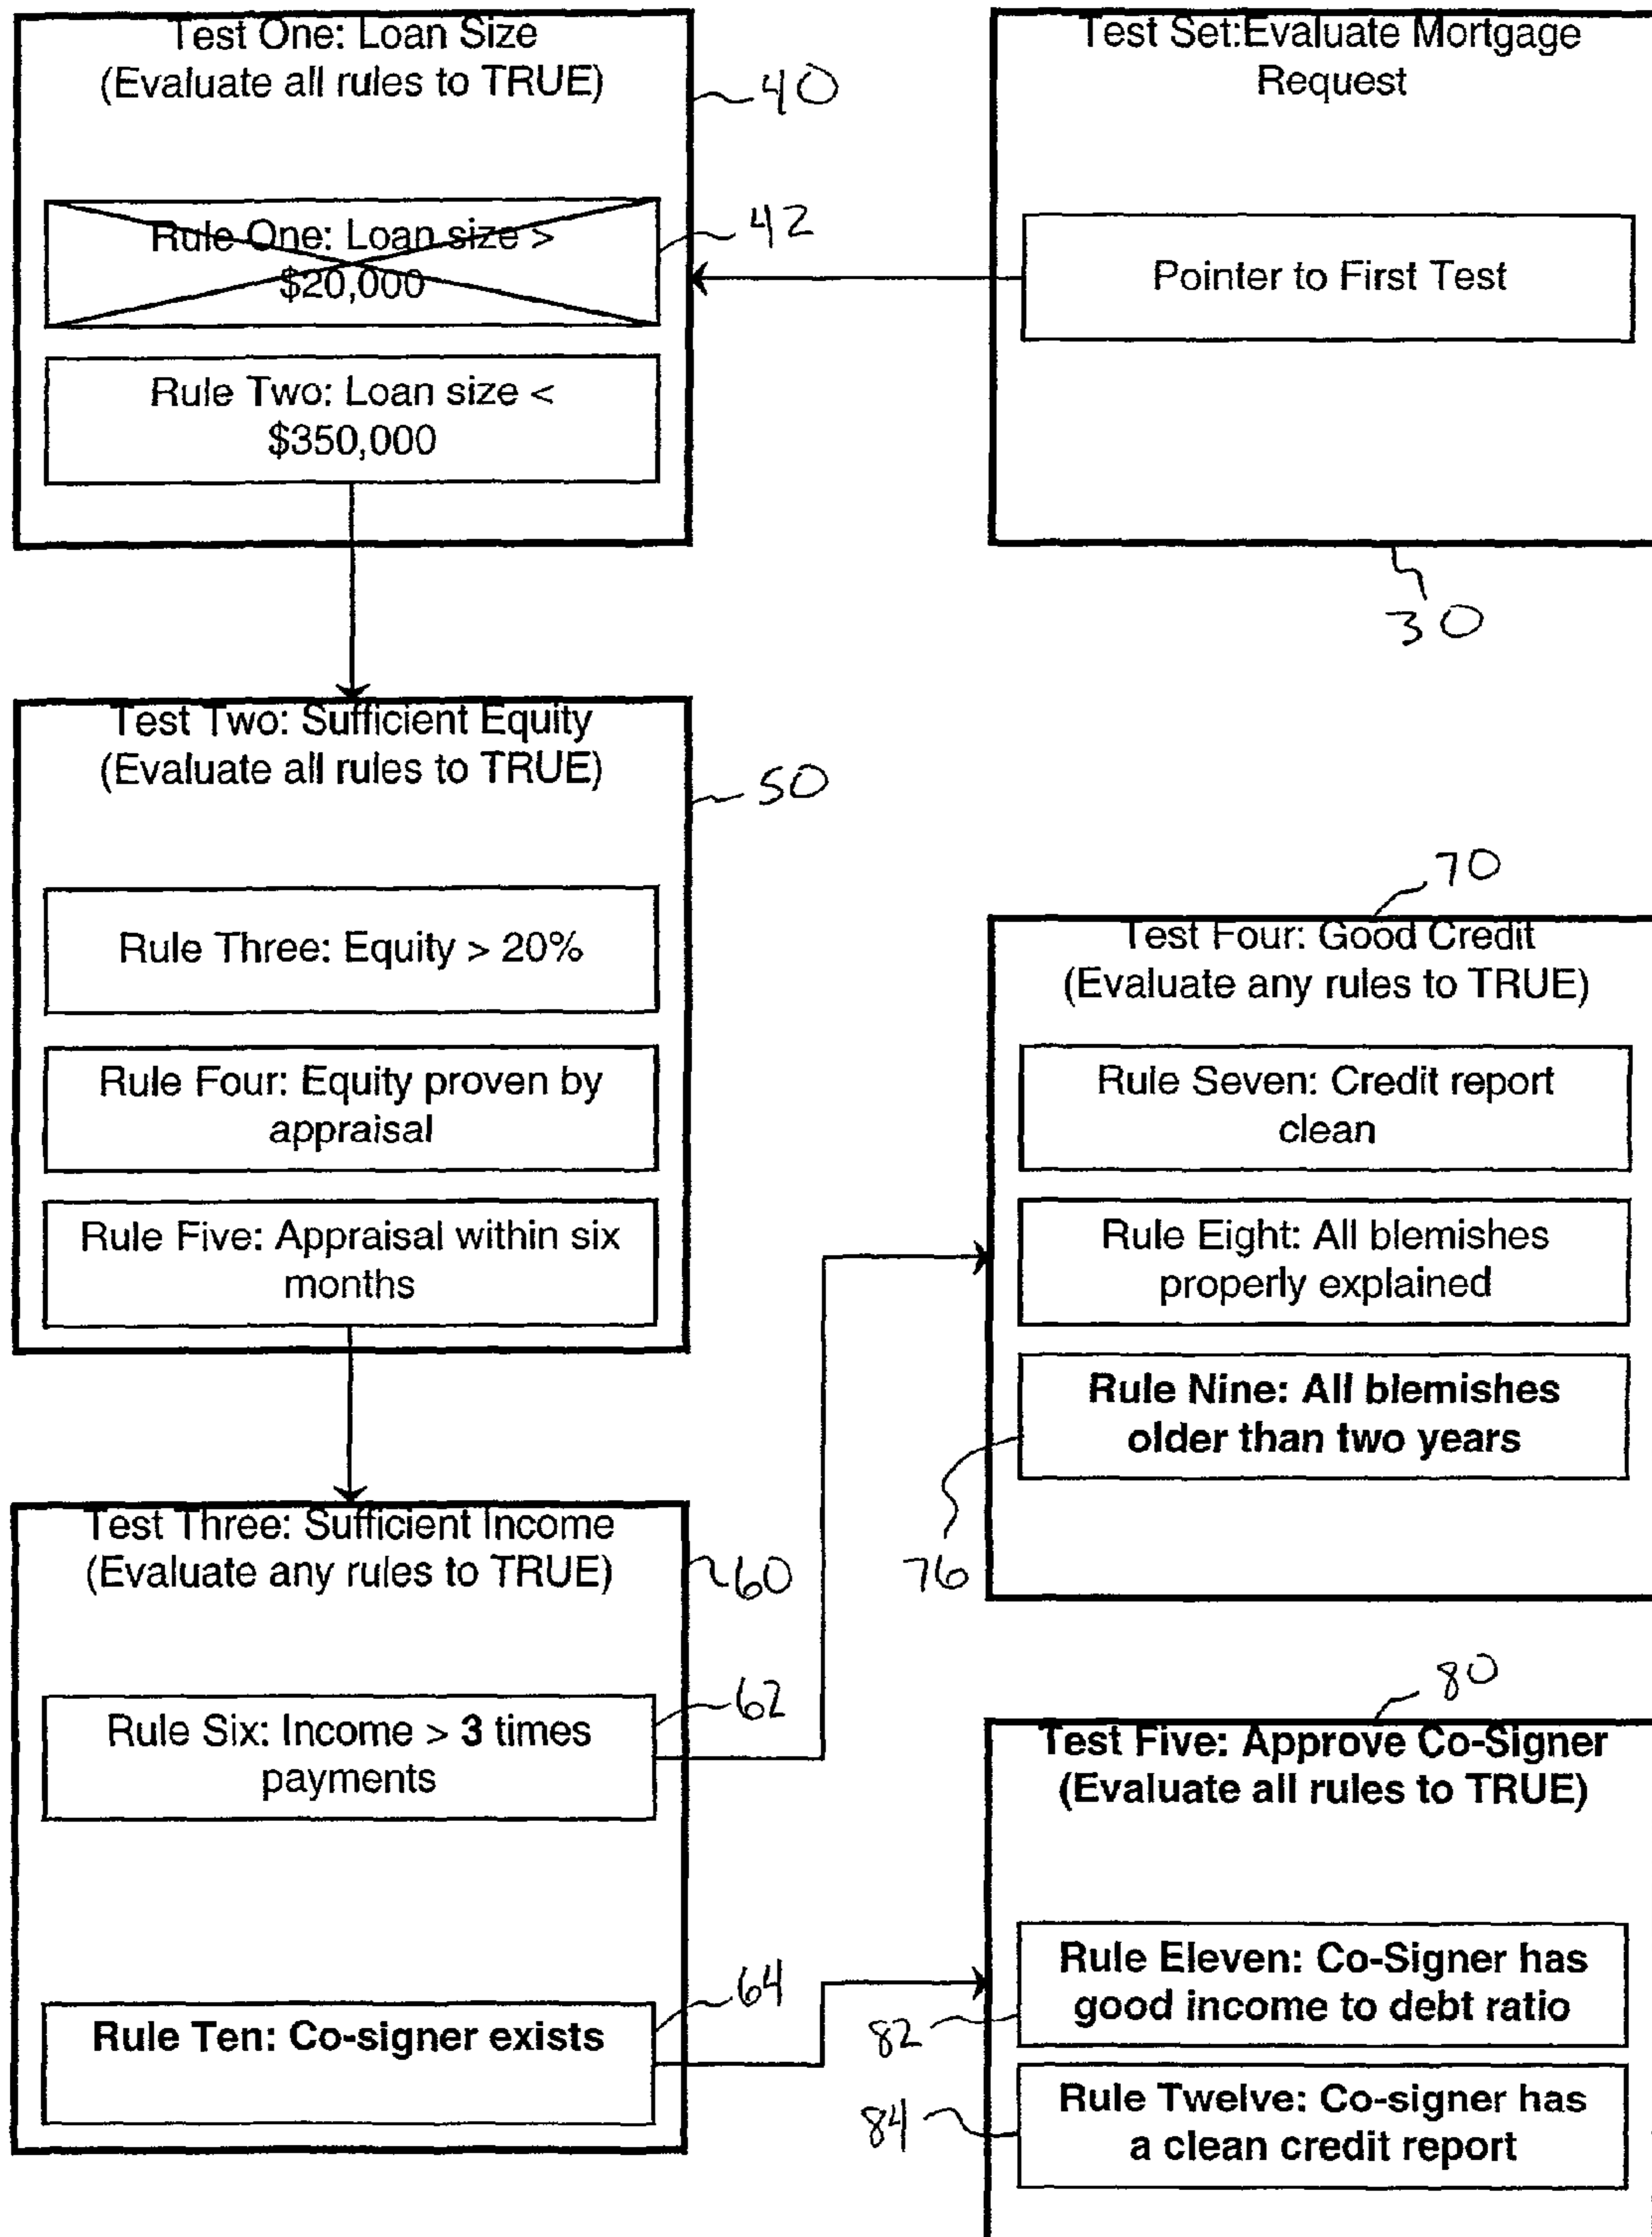 Test One: Loan Size
(Evaluate all rules to TRUE)
40
Rule One: Loan size >
$20,000
42
Rule Two: Loan size <
$350,000
Test Set:Evaluate Mortgage
Request
Pointer to First Test
30
Test Two: Sufficient Equity
(Evaluate all rules to TRUE)
50
Rule Three: Equity > 20%
Rule Four: Equity proven by
appraisal
Rule Five: Appraisal within six
months
70
Test Four: Good Credit
(Evaluate any rules to TRUE)
Rule Seven: Credit report
clean
Rule Eight: All blemishes
properly explained
Rule Nine: All blemishes
older than two years
76
Test Three: Sufficient Income
(Evaluate any rules to TRUE)
60
Rule Six: Income > 3 times
payments
62
Rule Ten: Co-signer exists
64
80
Test Five: Approve Co-Signer
(Evaluate all rules to TRUE)
Rule Eleven: Co-Signer has
good income to debt ratio
82
Rule Twelve: Co-signer has
a clean credit report
84